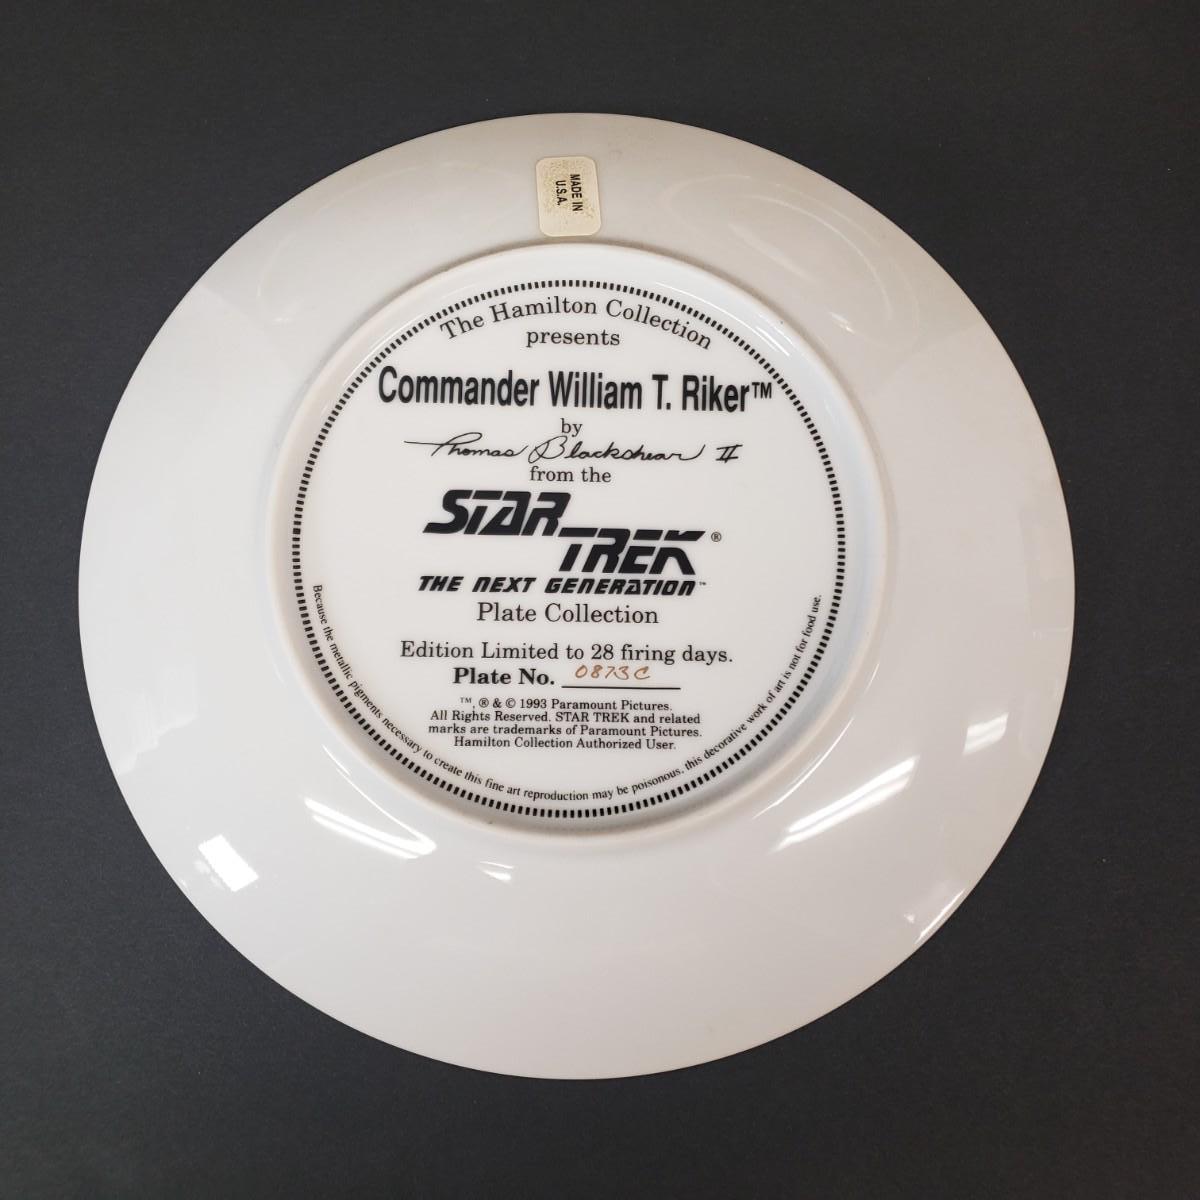 MADE IN
U.S.A.
The Hamilton Collection
presents
Commander William T. Riker™
by
Thomas Blackshear II
from the
STAR TREK®
THE NEXT GENERATION™
Plate Collection
Edition Limited to 28 firing days.
Plate No. 0873C
™, ® & © 1993 Paramount Pictures.
All Rights Reserved. STAR TREK and related
marks are trademarks of Paramount Pictures.
Hamilton Collection Authorized User.
Because the metallic pigments necessary to create this fine art reproduction may be poisonous, this decorative work of art is not for food use.